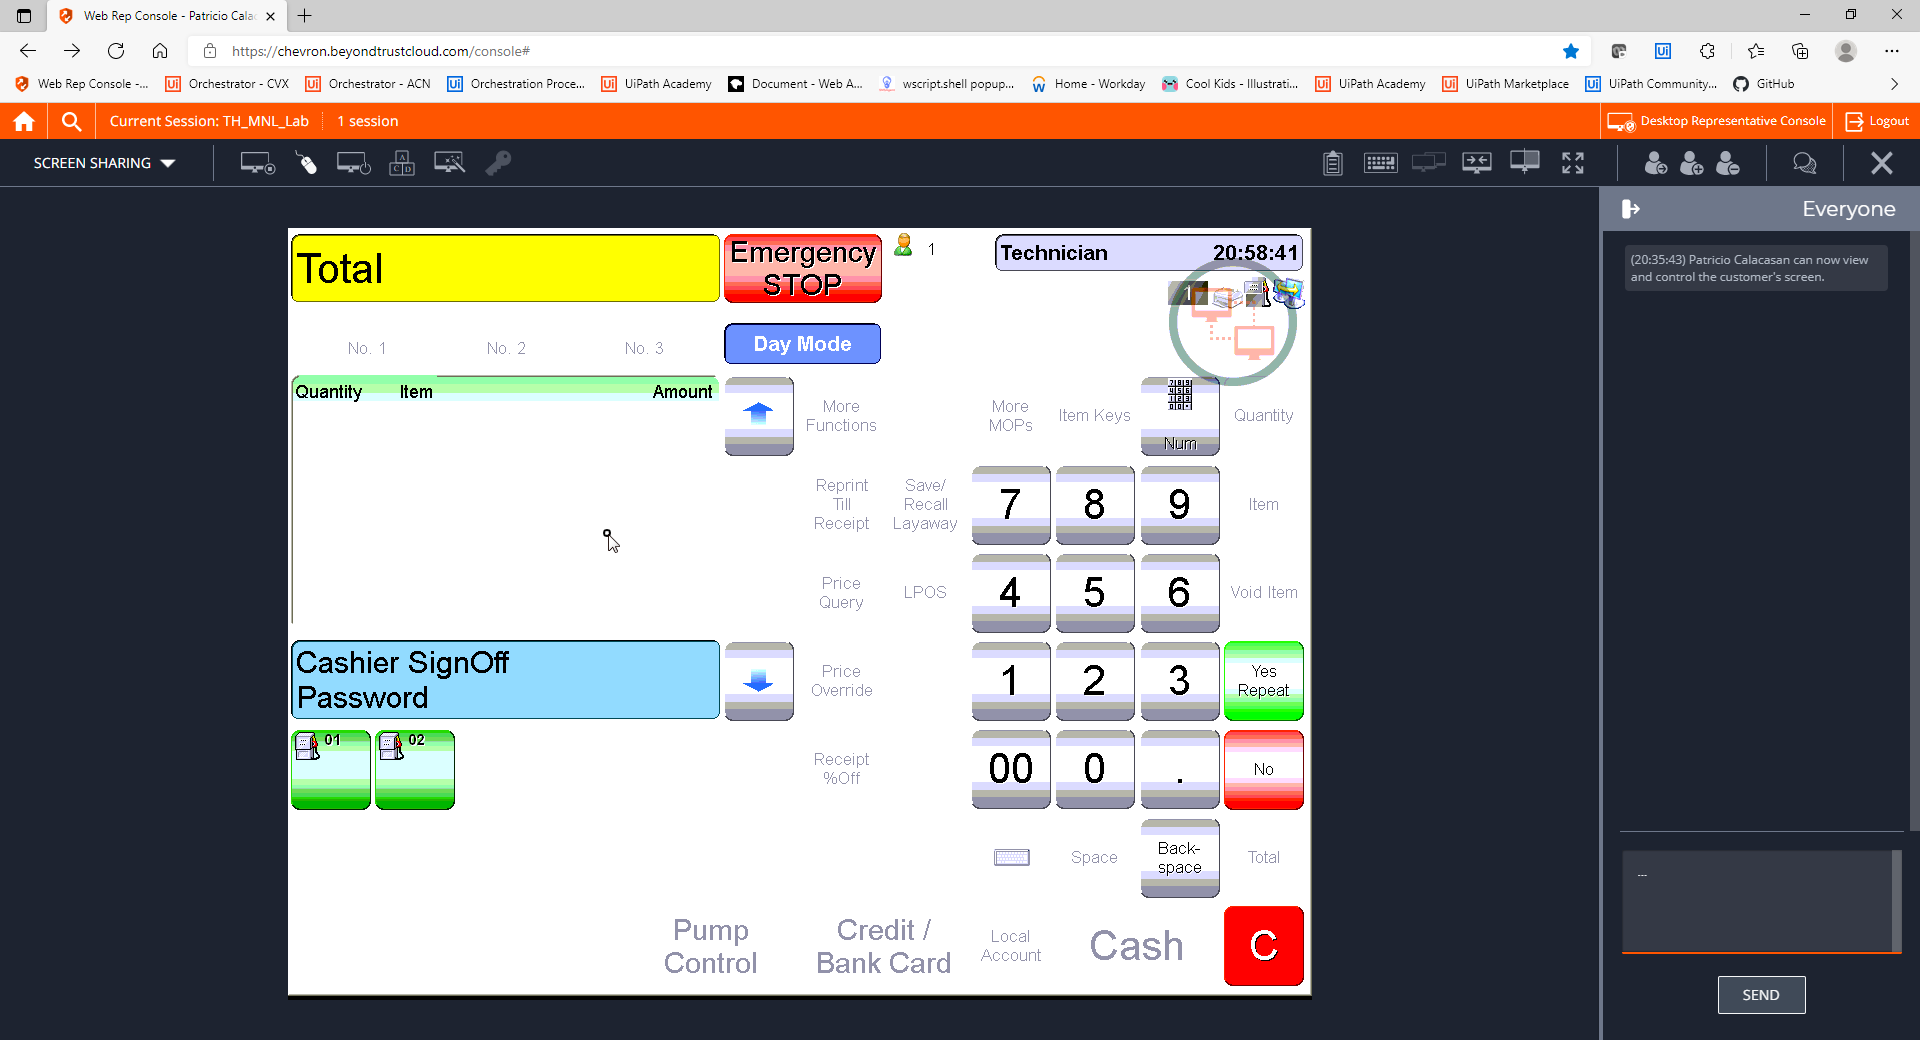 Web Rep Console - Patricio Cala
https://chevron.beyondtrustcloud.com/console#
Web Rep Console -...
Orchestrator - CVX
Orchestrator - ACN
Orchestration Proce...
UiPath Academy
Document - Web A...
wscript.shell popup...
Home - Workday
Cool Kids - Illustrati...
UiPath Academy
UiPath Marketplace
UiPath Community...
GitHub
Current Session: TH_MNL_Lab
1 session
Desktop Representative Console
Logout
SCREEN SHARING
Everyone
(20:35:43) Patricio Calacasan can now view
and control the customer's screen.
Total
Emergency
STOP
1
Technician
20:58:41
1
No. 1
No. 2
No. 3
Day Mode
Quantity
Item
Amount
More
Functions
More
MOPs
Item Keys
Num
Quantity
Reprint
Till
Receipt
Save/
Recall
Layaway
7
8
9
Item
Price
Query
LPOS
4
5
6
Void Item
Cashier SignOff
Password
Price
Override
1
2
3
Yes
Repeat
01
02
Receipt
%Off
00
0
.
No
Space
Back-
space
Total
Pump
Control
Credit /
Bank Card
Local
Account
Cash
C
SEND